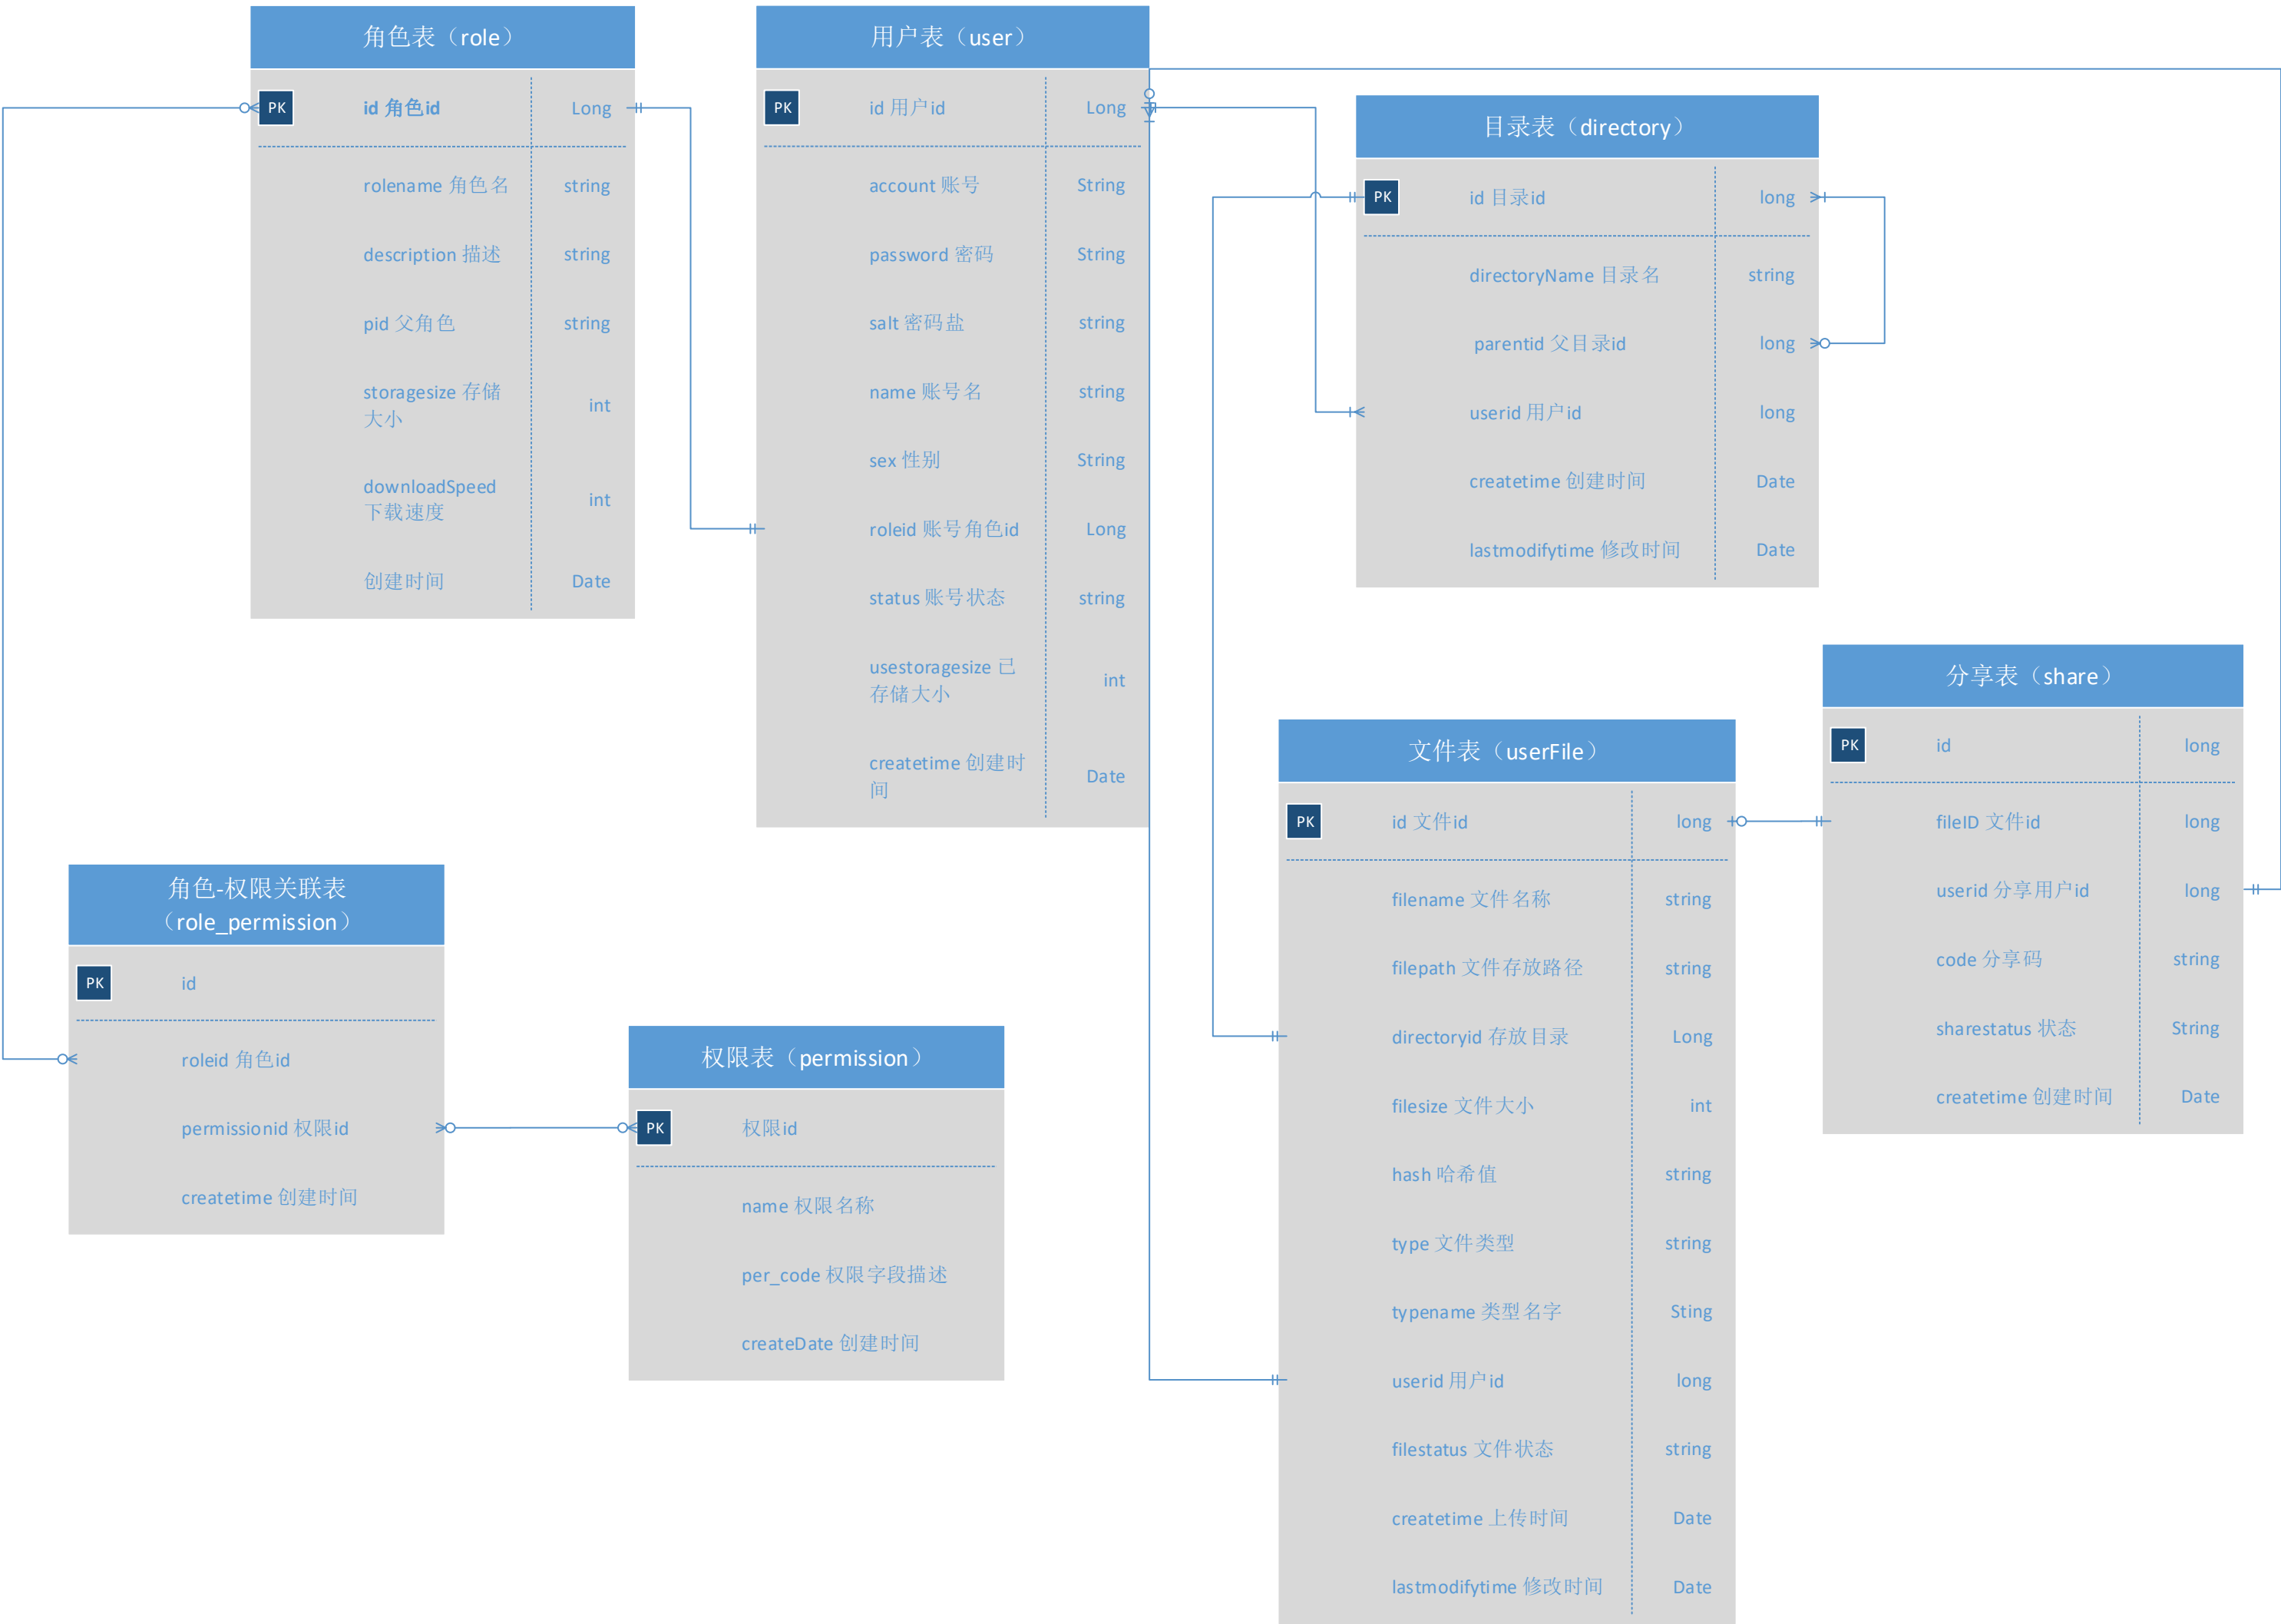 角色表（role）
PK id 角色id Long
rolename 角色名 string
description 描述 string
pid 父角色 string
storagesize 存储
大小 int
downloadSpeed
下载速度 int
创建时间 Date
用户表（user）
PK id 用户id Long
account 账号 String
password 密码 String
salt 密码盐 string
name 账号名 string
sex 性别 String
roleid 账号角色id Long
status 账号状态 string
usestoragesize 已
存储大小 int
createtime 创建时
间 Date
目录表（directory）
PK id 目录id long
directoryName 目录名 string
parentid 父目录id long
userid 用户id long
createtime 创建时间 Date
lastmodifytime 修改时间 Date
分享表（share）
PK id long
fileID 文件id long
userid 分享用户id long
code 分享码 string
sharestatus 状态 String
createtime 创建时间 Date
文件表（userFile）
PK id 文件id long
filename 文件名称 string
filepath 文件存放路径 string
directoryid 存放目录 Long
filesize 文件大小 int
hash 哈希值 string
type 文件类型 string
typename 类型名字 Sting
userid 用户id long
filestatus 文件状态 string
createtime 上传时间 Date
lastmodifytime 修改时间 Date
角色-权限关联表
（role_permission）
PK id
roleid 角色id
permissionid 权限id
createtime 创建时间
权限表（permission）
PK 权限id
name 权限名称
per_code 权限字段描述
createDate 创建时间